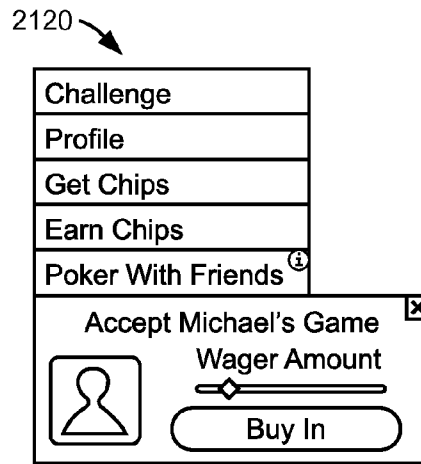 2120
Challenge
Profile
Get Chips
Earn Chips
Poker With Friends i
Accept Michael's Game
Wager Amount
Buy In